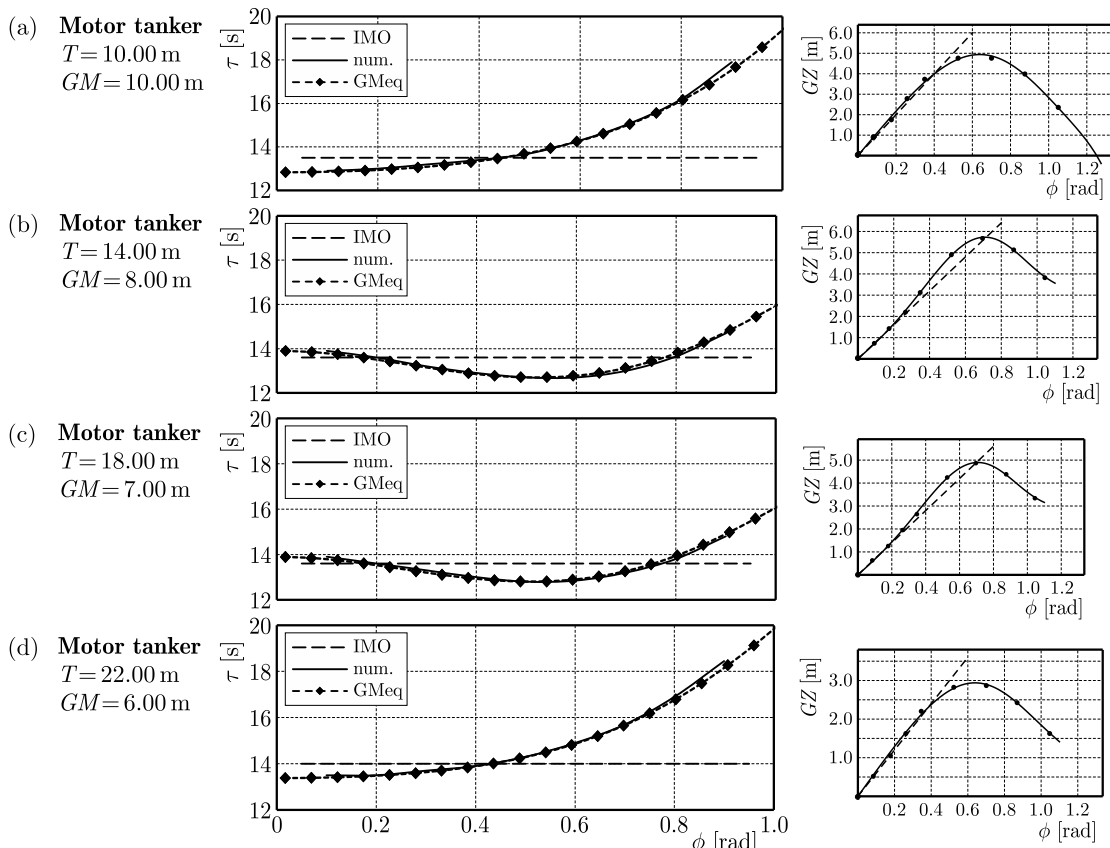 (a) Motor tanker
T = 10.00 m
GM = 10.00 m
20
18
16
14
12
τ [s]
IMO
num.
GMeq
GZ [m]
6.0
5.0
4.0
3.0
2.0
1.0
0.2 0.4 0.6 0.8 1.0 1.2
ϕ [rad]
(b) Motor tanker
T = 14.00 m
GM = 8.00 m
20
18
16
14
12
τ [s]
IMO
num.
GMeq
GZ [m]
6.0
5.0
4.0
3.0
2.0
1.0
0.2 0.4 0.6 0.8 1.0 1.2
ϕ [rad]
(c) Motor tanker
T = 18.00 m
GM = 7.00 m
20
18
16
14
12
τ [s]
IMO
num.
GMeq
GZ [m]
5.0
4.0
3.0
2.0
1.0
0.2 0.4 0.6 0.8 1.0 1.2
ϕ [rad]
(d) Motor tanker
T = 22.00 m
GM = 6.00 m
20
18
16
14
12
τ [s]
IMO
num.
GMeq
0 0.2 0.4 0.6 0.8 1.0
ϕ [rad]
GZ [m]
3.0
2.0
1.0
0.2 0.4 0.6 0.8 1.0 1.2
ϕ [rad]